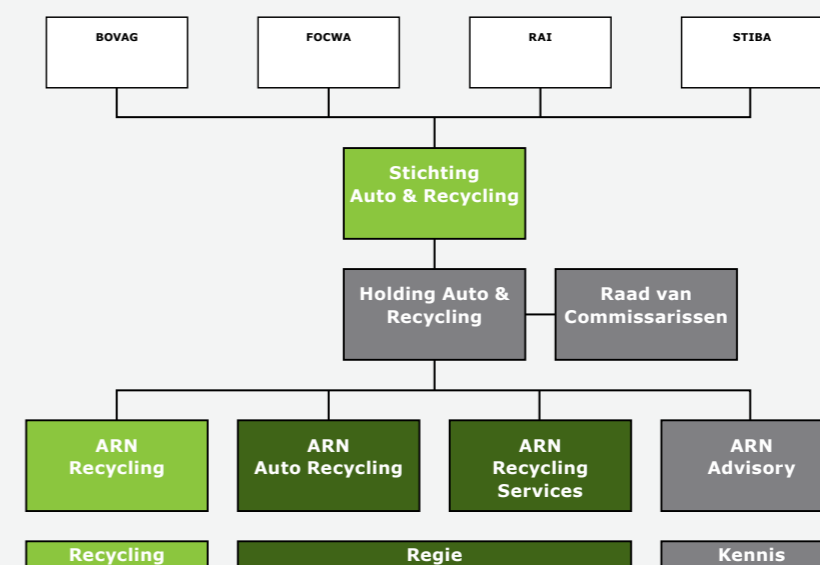 BOVAG
FOCWA
RAI
STIBA
Stichting
Auto & Recycling
Holding Auto &
Recycling
Raad van
Commissarissen
ARN
Recycling
ARN
Auto Recycling
ARN
Recycling
Services
ARN
Advisory
Recycling
Regie
Kennis